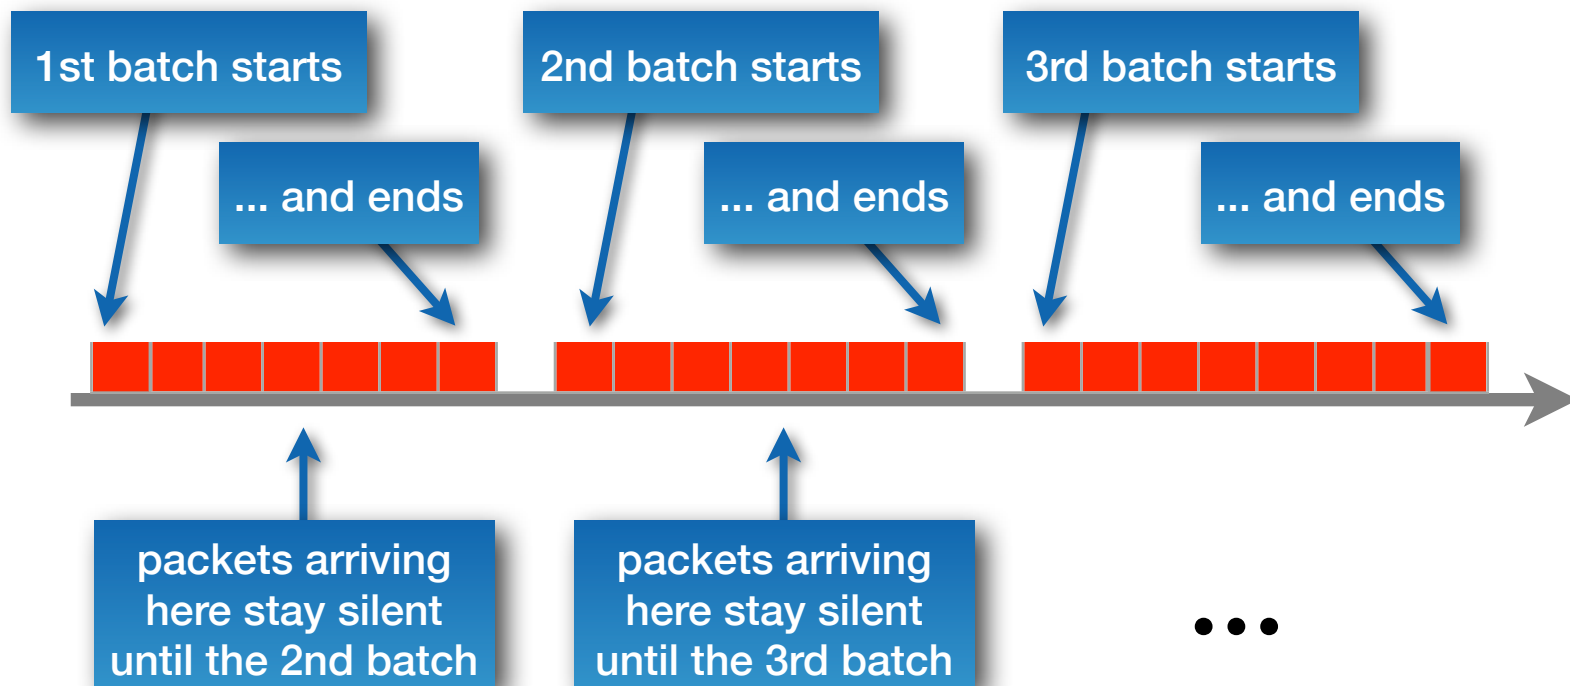 1st batch starts
2nd batch starts
3rd batch starts
... and ends
... and ends
... and ends
packets arriving
here stay silent
until the 2nd batch
packets arriving
here stay silent
until the 3rd batch
...